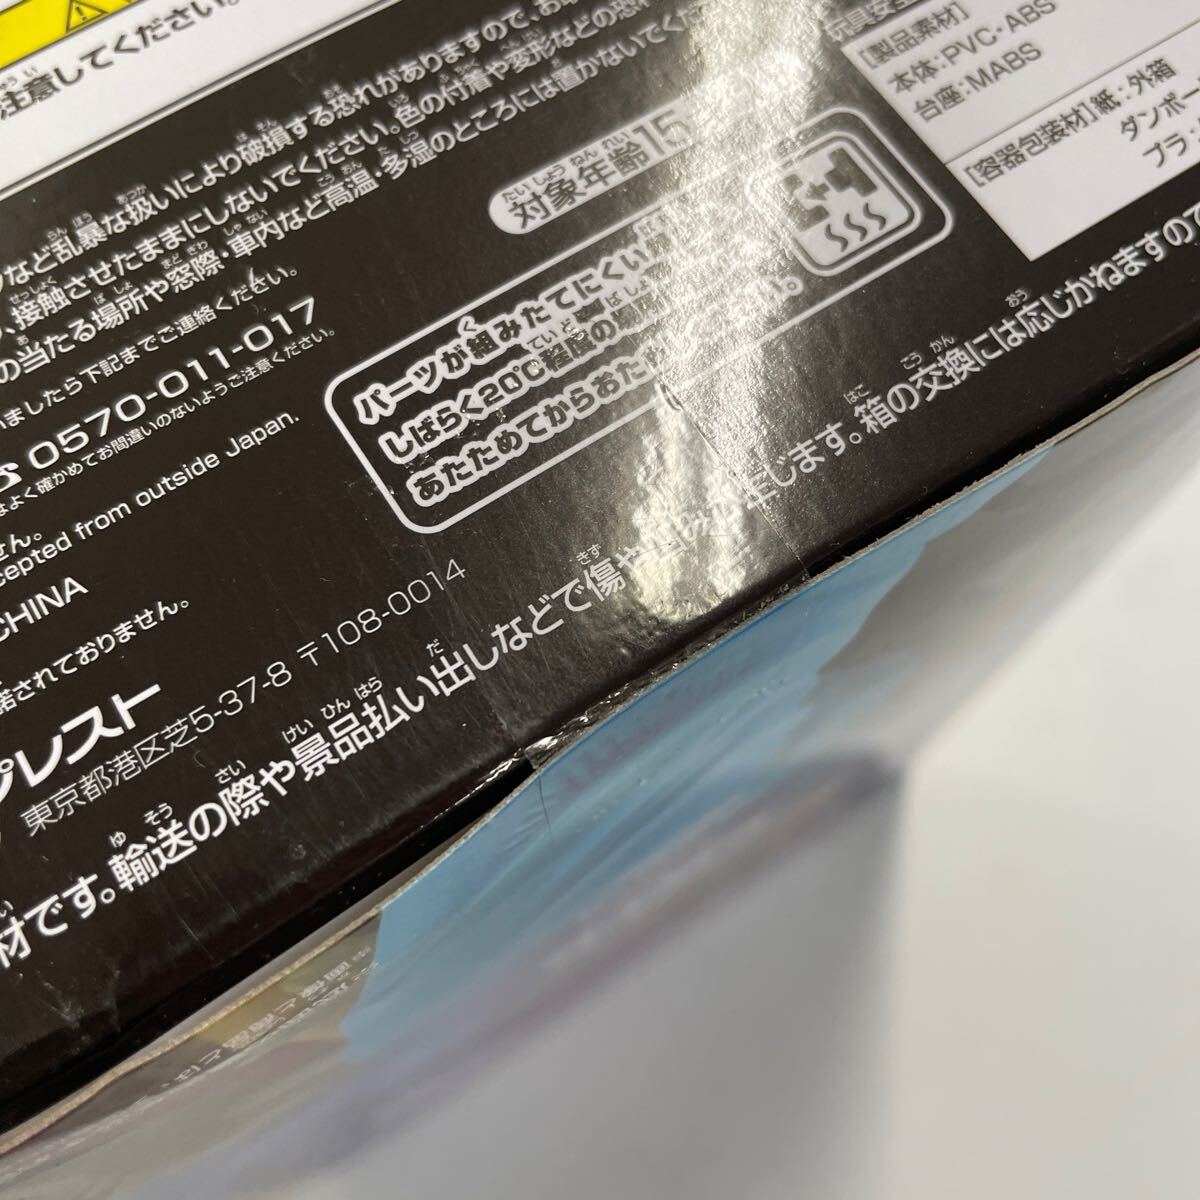 注意してください。
など乱暴な扱いにより破損する恐れがありますので、お取
接触させたままにしないでください。色の付着や変形などの恐れ
の当たる場所や窓際・車内など高温・多湿のところには置かないでくだ
いましたら下記までご連絡ください。
0570-011-017
はよく確かめてお間違いのないようご注意ください。
cepted from outside Japan.
CHINA
諾されておりません。
プレスト
東京都港区芝5-37-8 〒108-0014
対象年齢15
パーツが組みたてにくい
しばらく20℃程度の場所
あたためてからおため
[製品素材]
本体：PVC・ABS
台座：MABS
[容器包装材]紙：外箱
ダンボー
プラ：
材です。輸送の際や景品払い出しなどで傷や凹みが生じます。箱の交換には応じかねますので